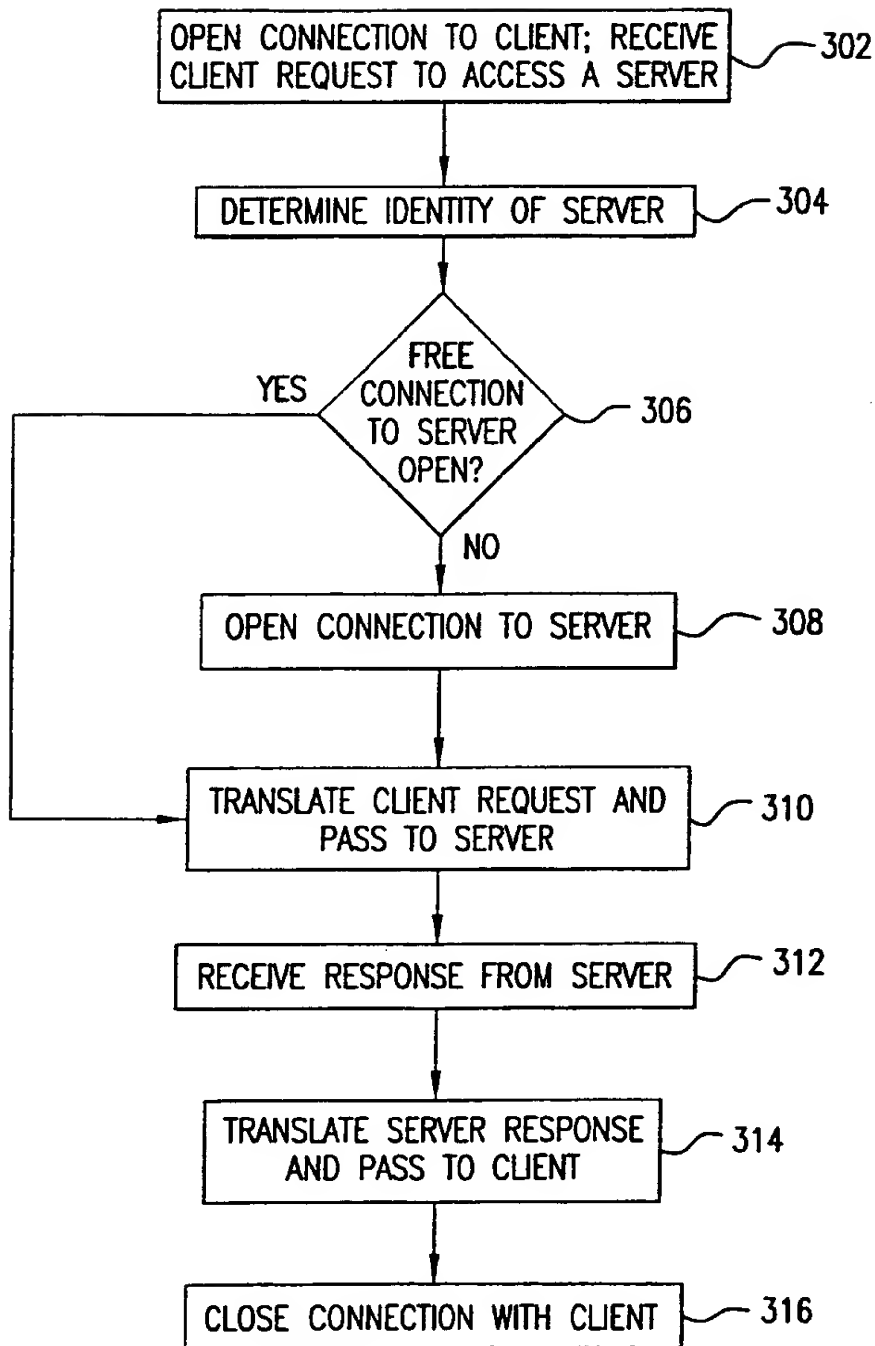 OPEN CONNECTION TO CLIENT; RECEIVE
CLIENT REQUEST TO ACCESS A SERVER
302
DETERMINE IDENTITY OF SERVER
304
FREE
CONNECTION
TO SERVER
OPEN?
306
YES
NO
OPEN CONNECTION TO SERVER
308
TRANSLATE CLIENT REQUEST AND
PASS TO SERVER
310
RECEIVE RESPONSE FROM SERVER
312
TRANSLATE SERVER RESPONSE
AND PASS TO CLIENT
314
CLOSE CONNECTION WITH CLIENT
316